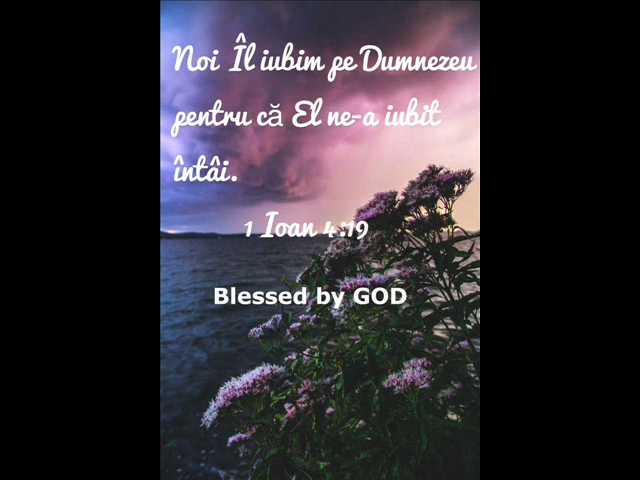 Noi Îl iubim pe Dumnezeu
pentru că El ne-a iubit
întâi.
1 Ioan 4:19
Blessed by GOD